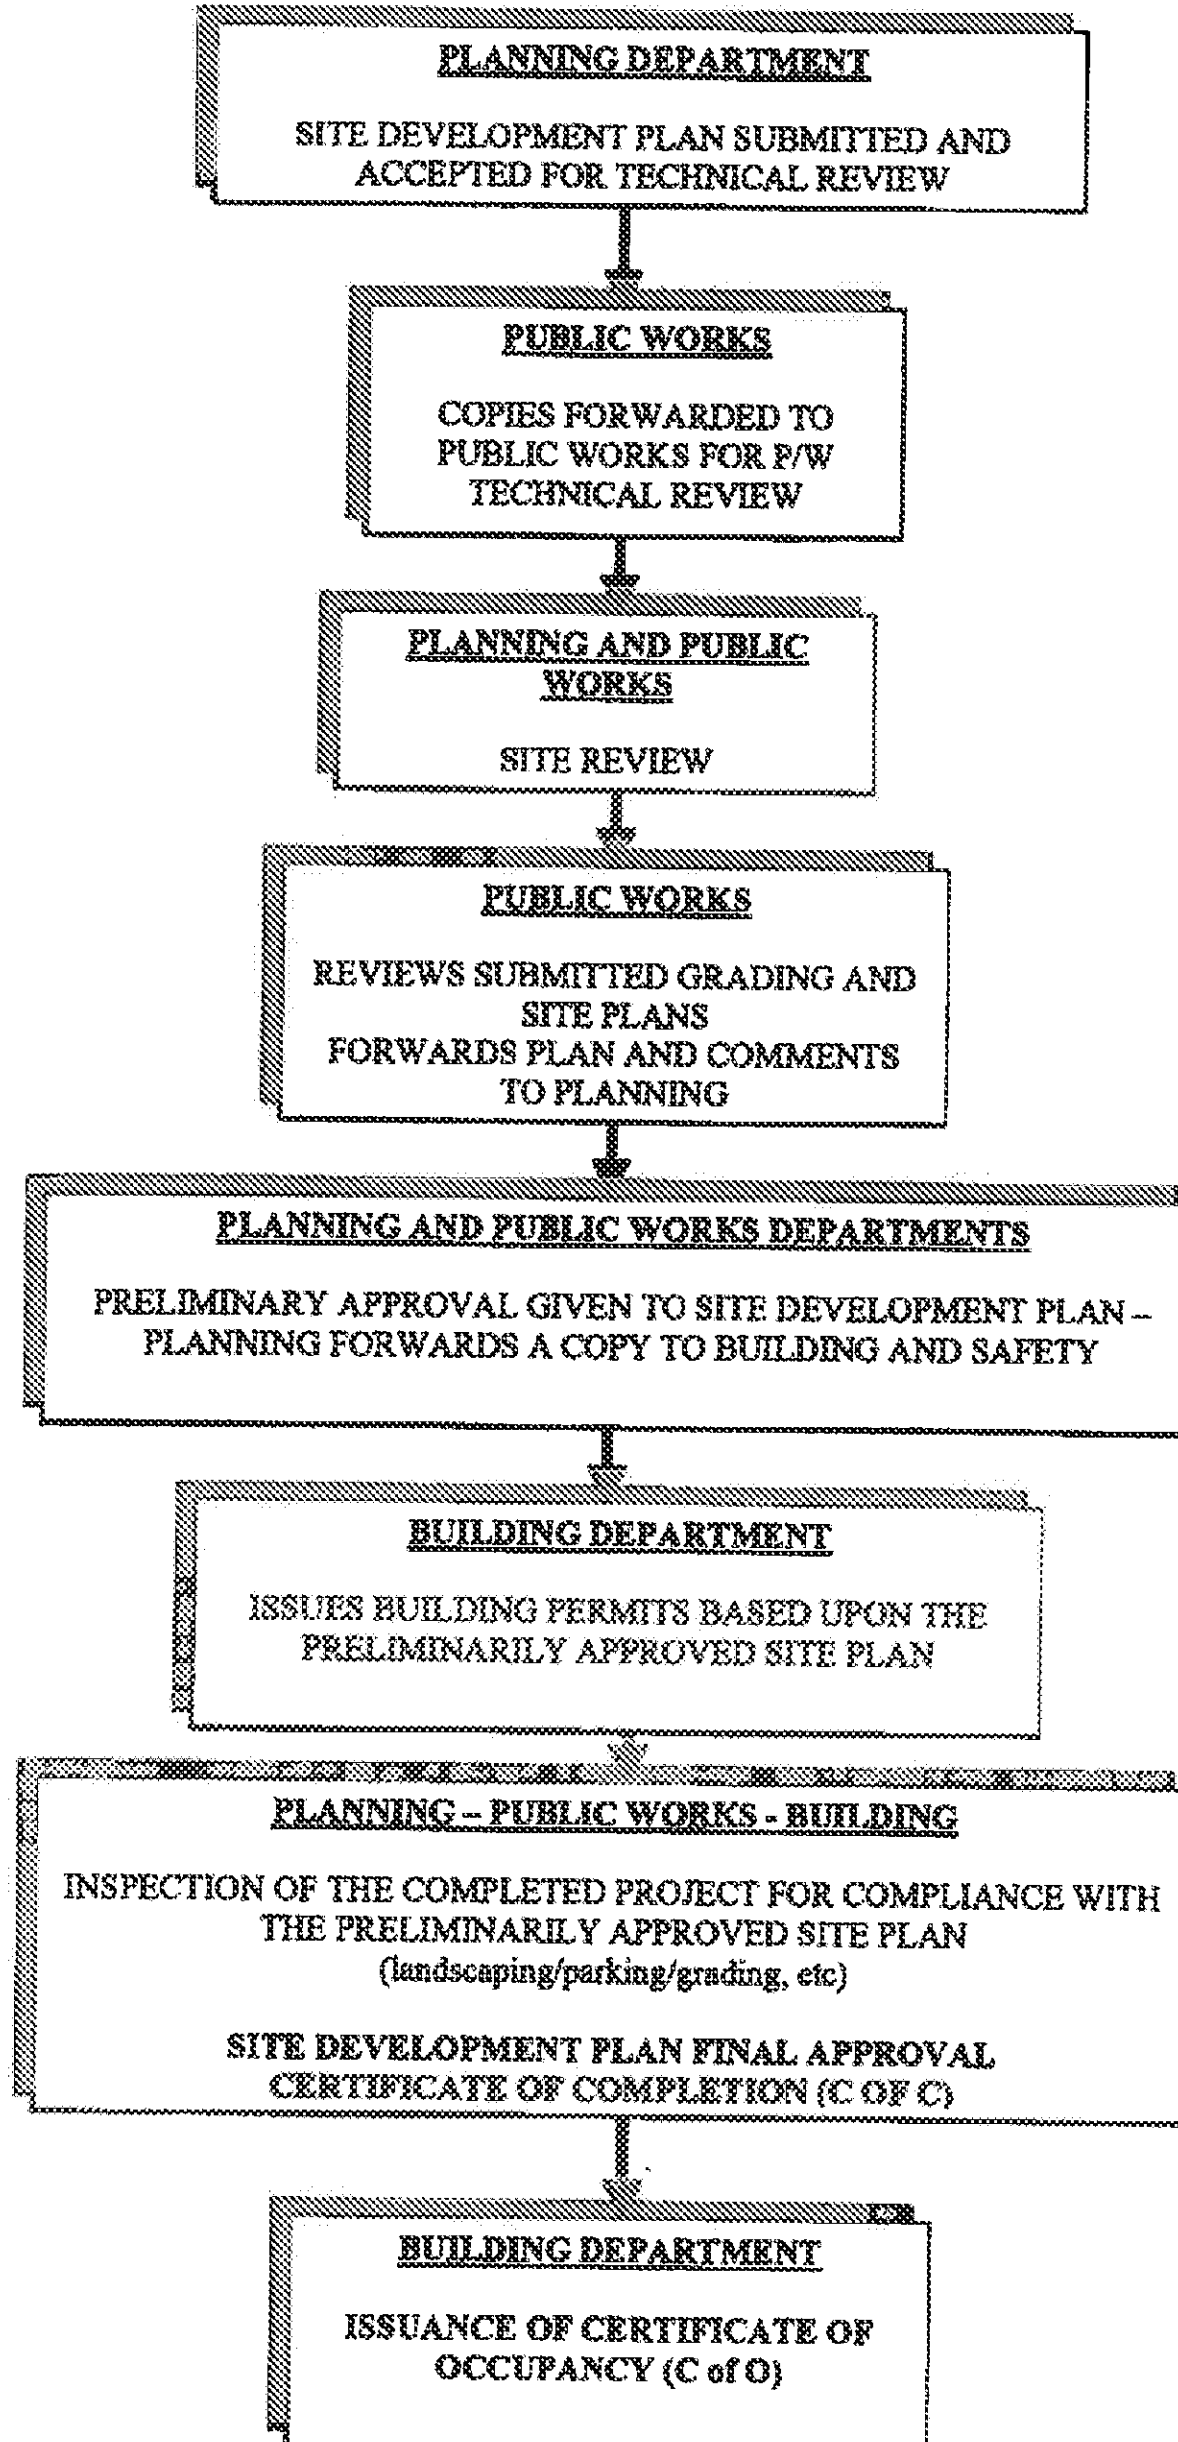 PLANNING DEPARTMENT
SITE DEVELOPMENT PLAN SUBMITTED AND
ACCEPTED FOR TECHNICAL REVIEW
PUBLIC WORKS
COPIES FORWARDED TO
PUBLIC WORKS FOR P/W
TECHNICAL REVIEW
PLANNING AND PUBLIC
WORKS
SITE REVIEW
PUBLIC WORKS
REVIEWS SUBMITTED GRADING AND
SITE PLANS
FORWARDS PLAN AND COMMENTS
TO PLANNING
PLANNING AND PUBLIC WORKS DEPARTMENTS
PRELIMINARY APPROVAL GIVEN TO SITE DEVELOPMENT PLAN –
PLANNING FORWARDS A COPY TO BUILDING AND SAFETY
BUILDING DEPARTMENT
ISSUES BUILDING PERMITS BASED UPON THE
PRELIMINARILY APPROVED SITE PLAN
PLANNING – PUBLIC WORKS - BUILDING
INSPECTION OF THE COMPLETED PROJECT FOR COMPLIANCE WITH
THE PRELIMINARILY APPROVED SITE PLAN
(landscaping/parking/grading, etc)
SITE DEVELOPMENT PLAN FINAL APPROVAL
CERTIFICATE OF COMPLETION (C OF C)
BUILDING DEPARTMENT
ISSUANCE OF CERTIFICATE OF
OCCUPANCY (C of O)